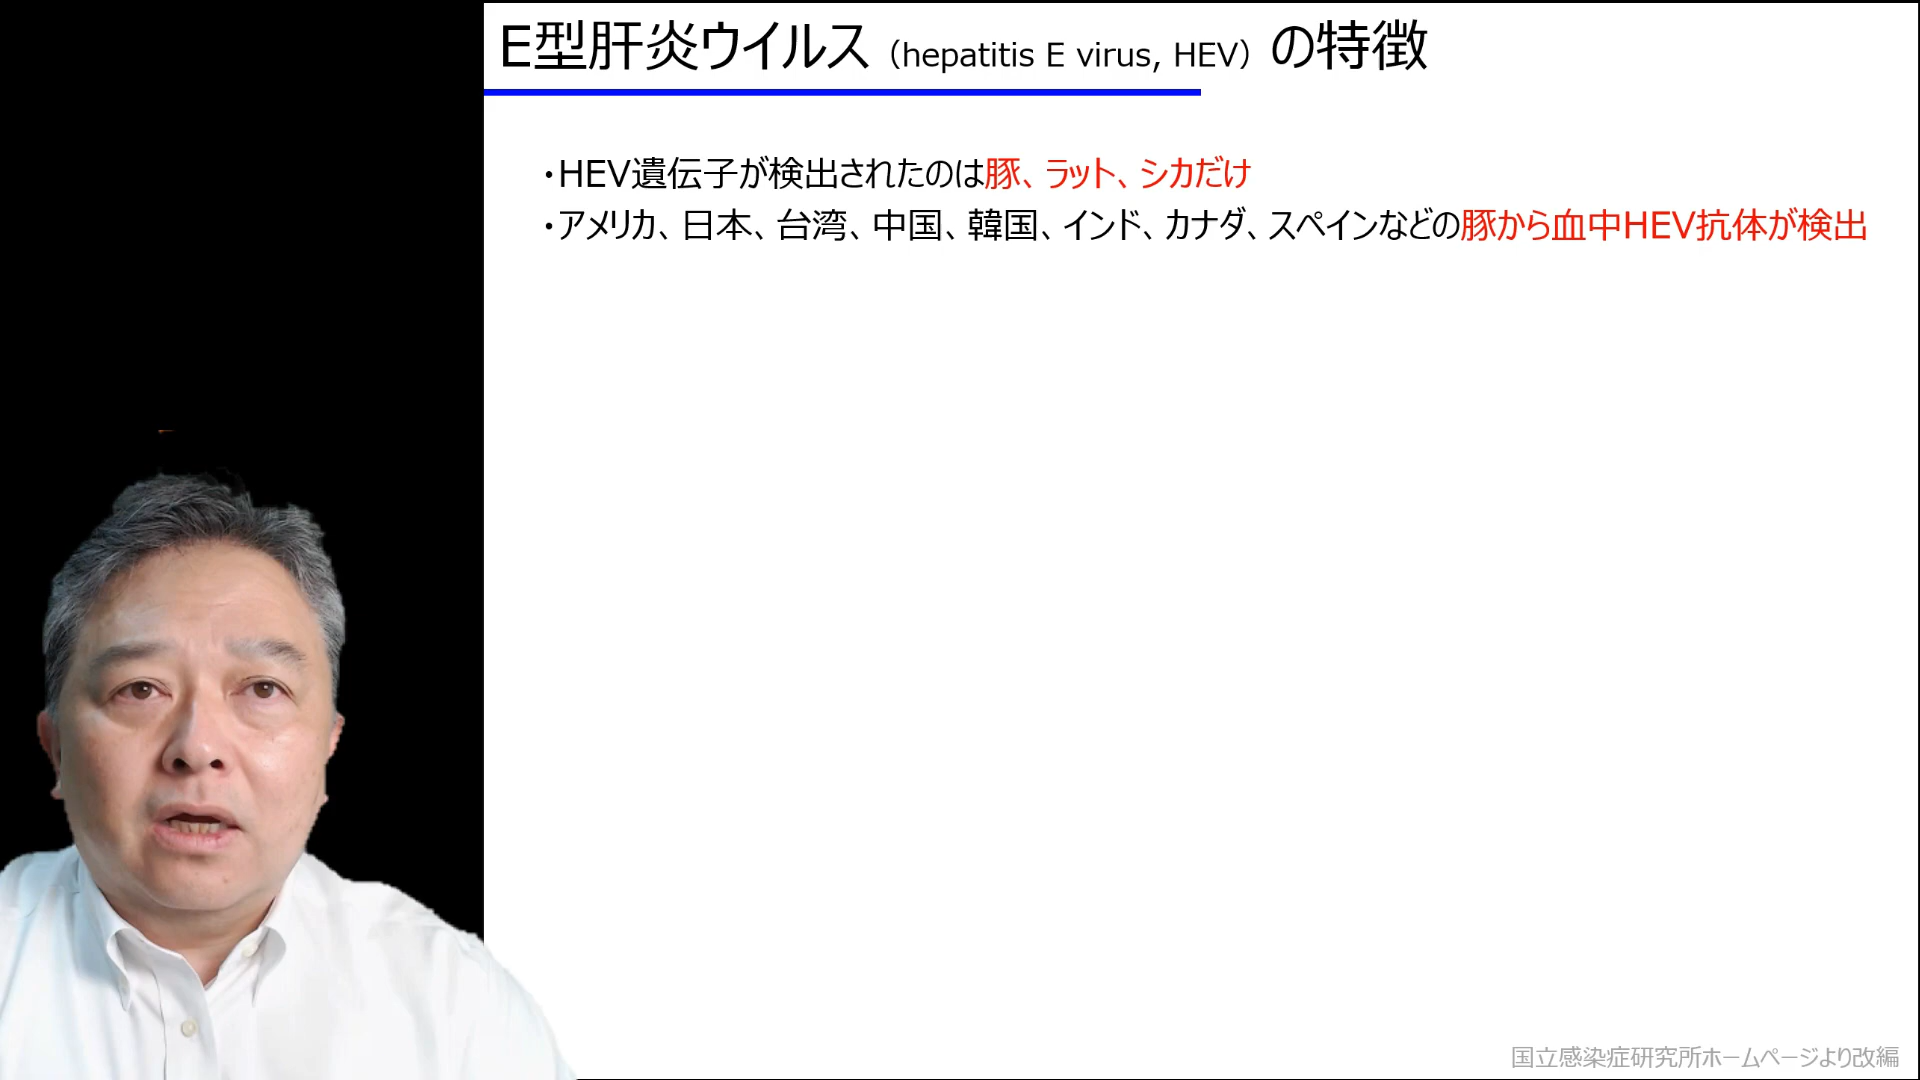 E型肝炎ウイルス（hepatitis E virus, HEV）の特徴
・HEV遺伝子が検出されたのは豚、ラット、シカだけ
・アメリカ、日本、台湾、中国、韓国、インド、カナダ、スペインなどの豚から血中HEV抗体が検出
国立感染症研究所ホームページより改編